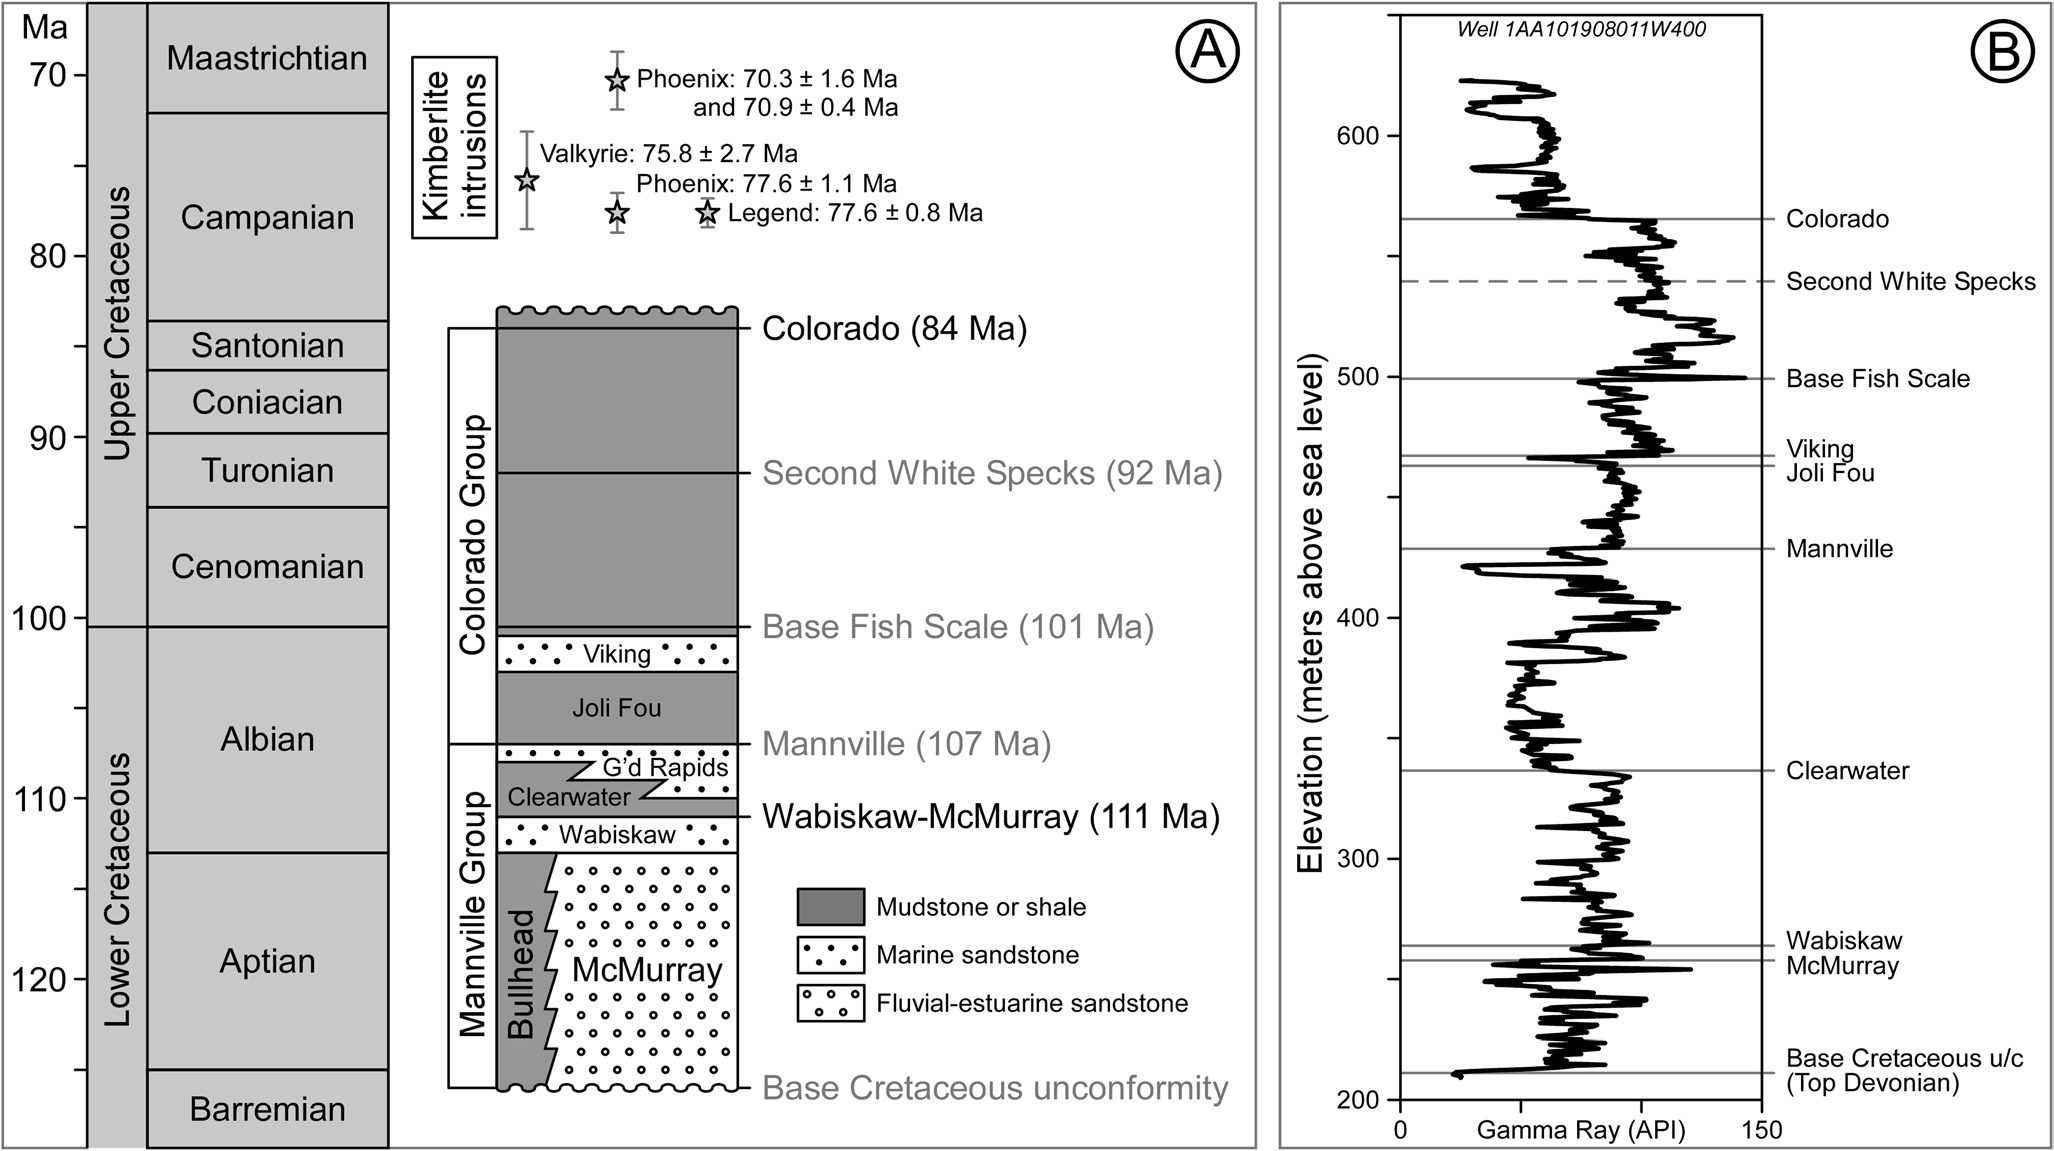 Ma
70
80
90
100
110
120
Upper Cretaceous
Lower Cretaceous
Maastrichtian
Campanian
Santonian
Coniacian
Turonian
Cenomanian
Albian
Aptian
Barremian
A
Kimberlite
intrusions
Phoenix: 70.3 ± 1.6 Ma
and 70.9 ± 0.4 Ma
Valkyrie: 75.8 ± 2.7 Ma
Phoenix: 77.6 ± 1.1 Ma
Legend: 77.6 ± 0.8 Ma
Colorado Group
Mannville Group
Colorado (84 Ma)
Second White Specks (92 Ma)
Base Fish Scale (101 Ma)
Viking
Joli Fou
Mannville (107 Ma)
G'd Rapids
Clearwater
Wabiskaw-McMurray (111 Ma)
Wabiskaw
Bullhead
McMurray
Base Cretaceous unconformity
Mudstone or shale
Marine sandstone
Fluvial-estuarine sandstone
B
Well 1AA101908011W400
Elevation (meters above sea level)
600
500
400
300
200
Colorado
Second White Specks
Base Fish Scale
Viking
Joli Fou
Mannville
Clearwater
Wabiskaw
McMurray
Base Cretaceous u/c
(Top Devonian)
0
Gamma Ray (API)
150